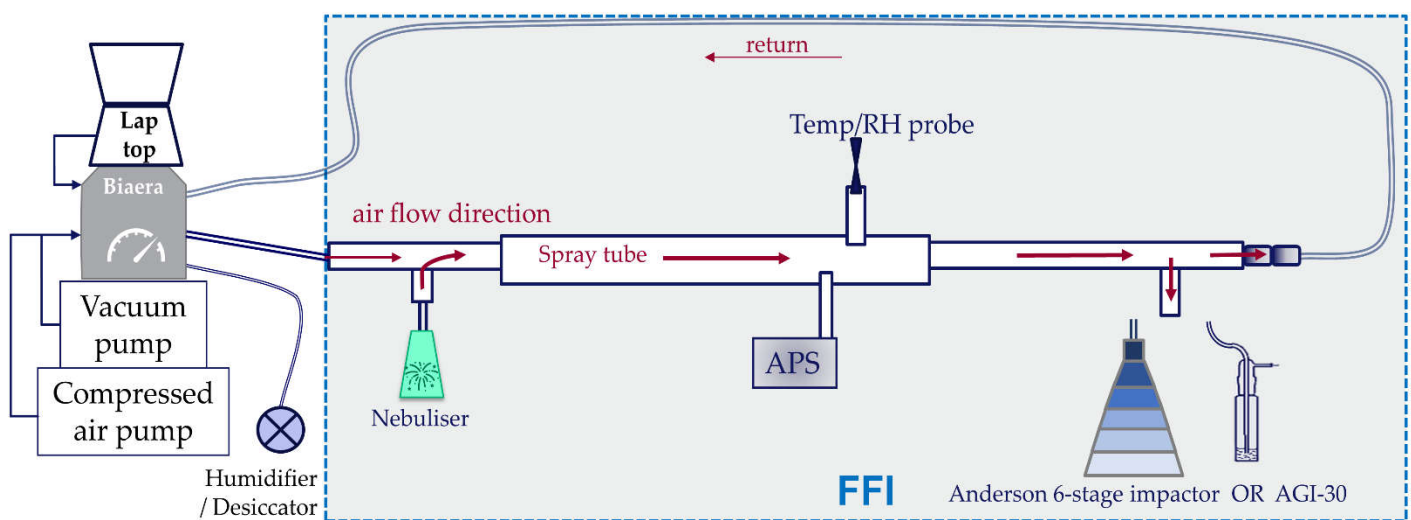 return
Lap
top
Temp/RH probe
Biaera
air flow direction
Spray tube
Vacuum
pump
APS
Compressed
air pump
Nebuliser
Humidifier
/ Desiccator
FFI
Anderson 6-stage impactor OR AGI-30